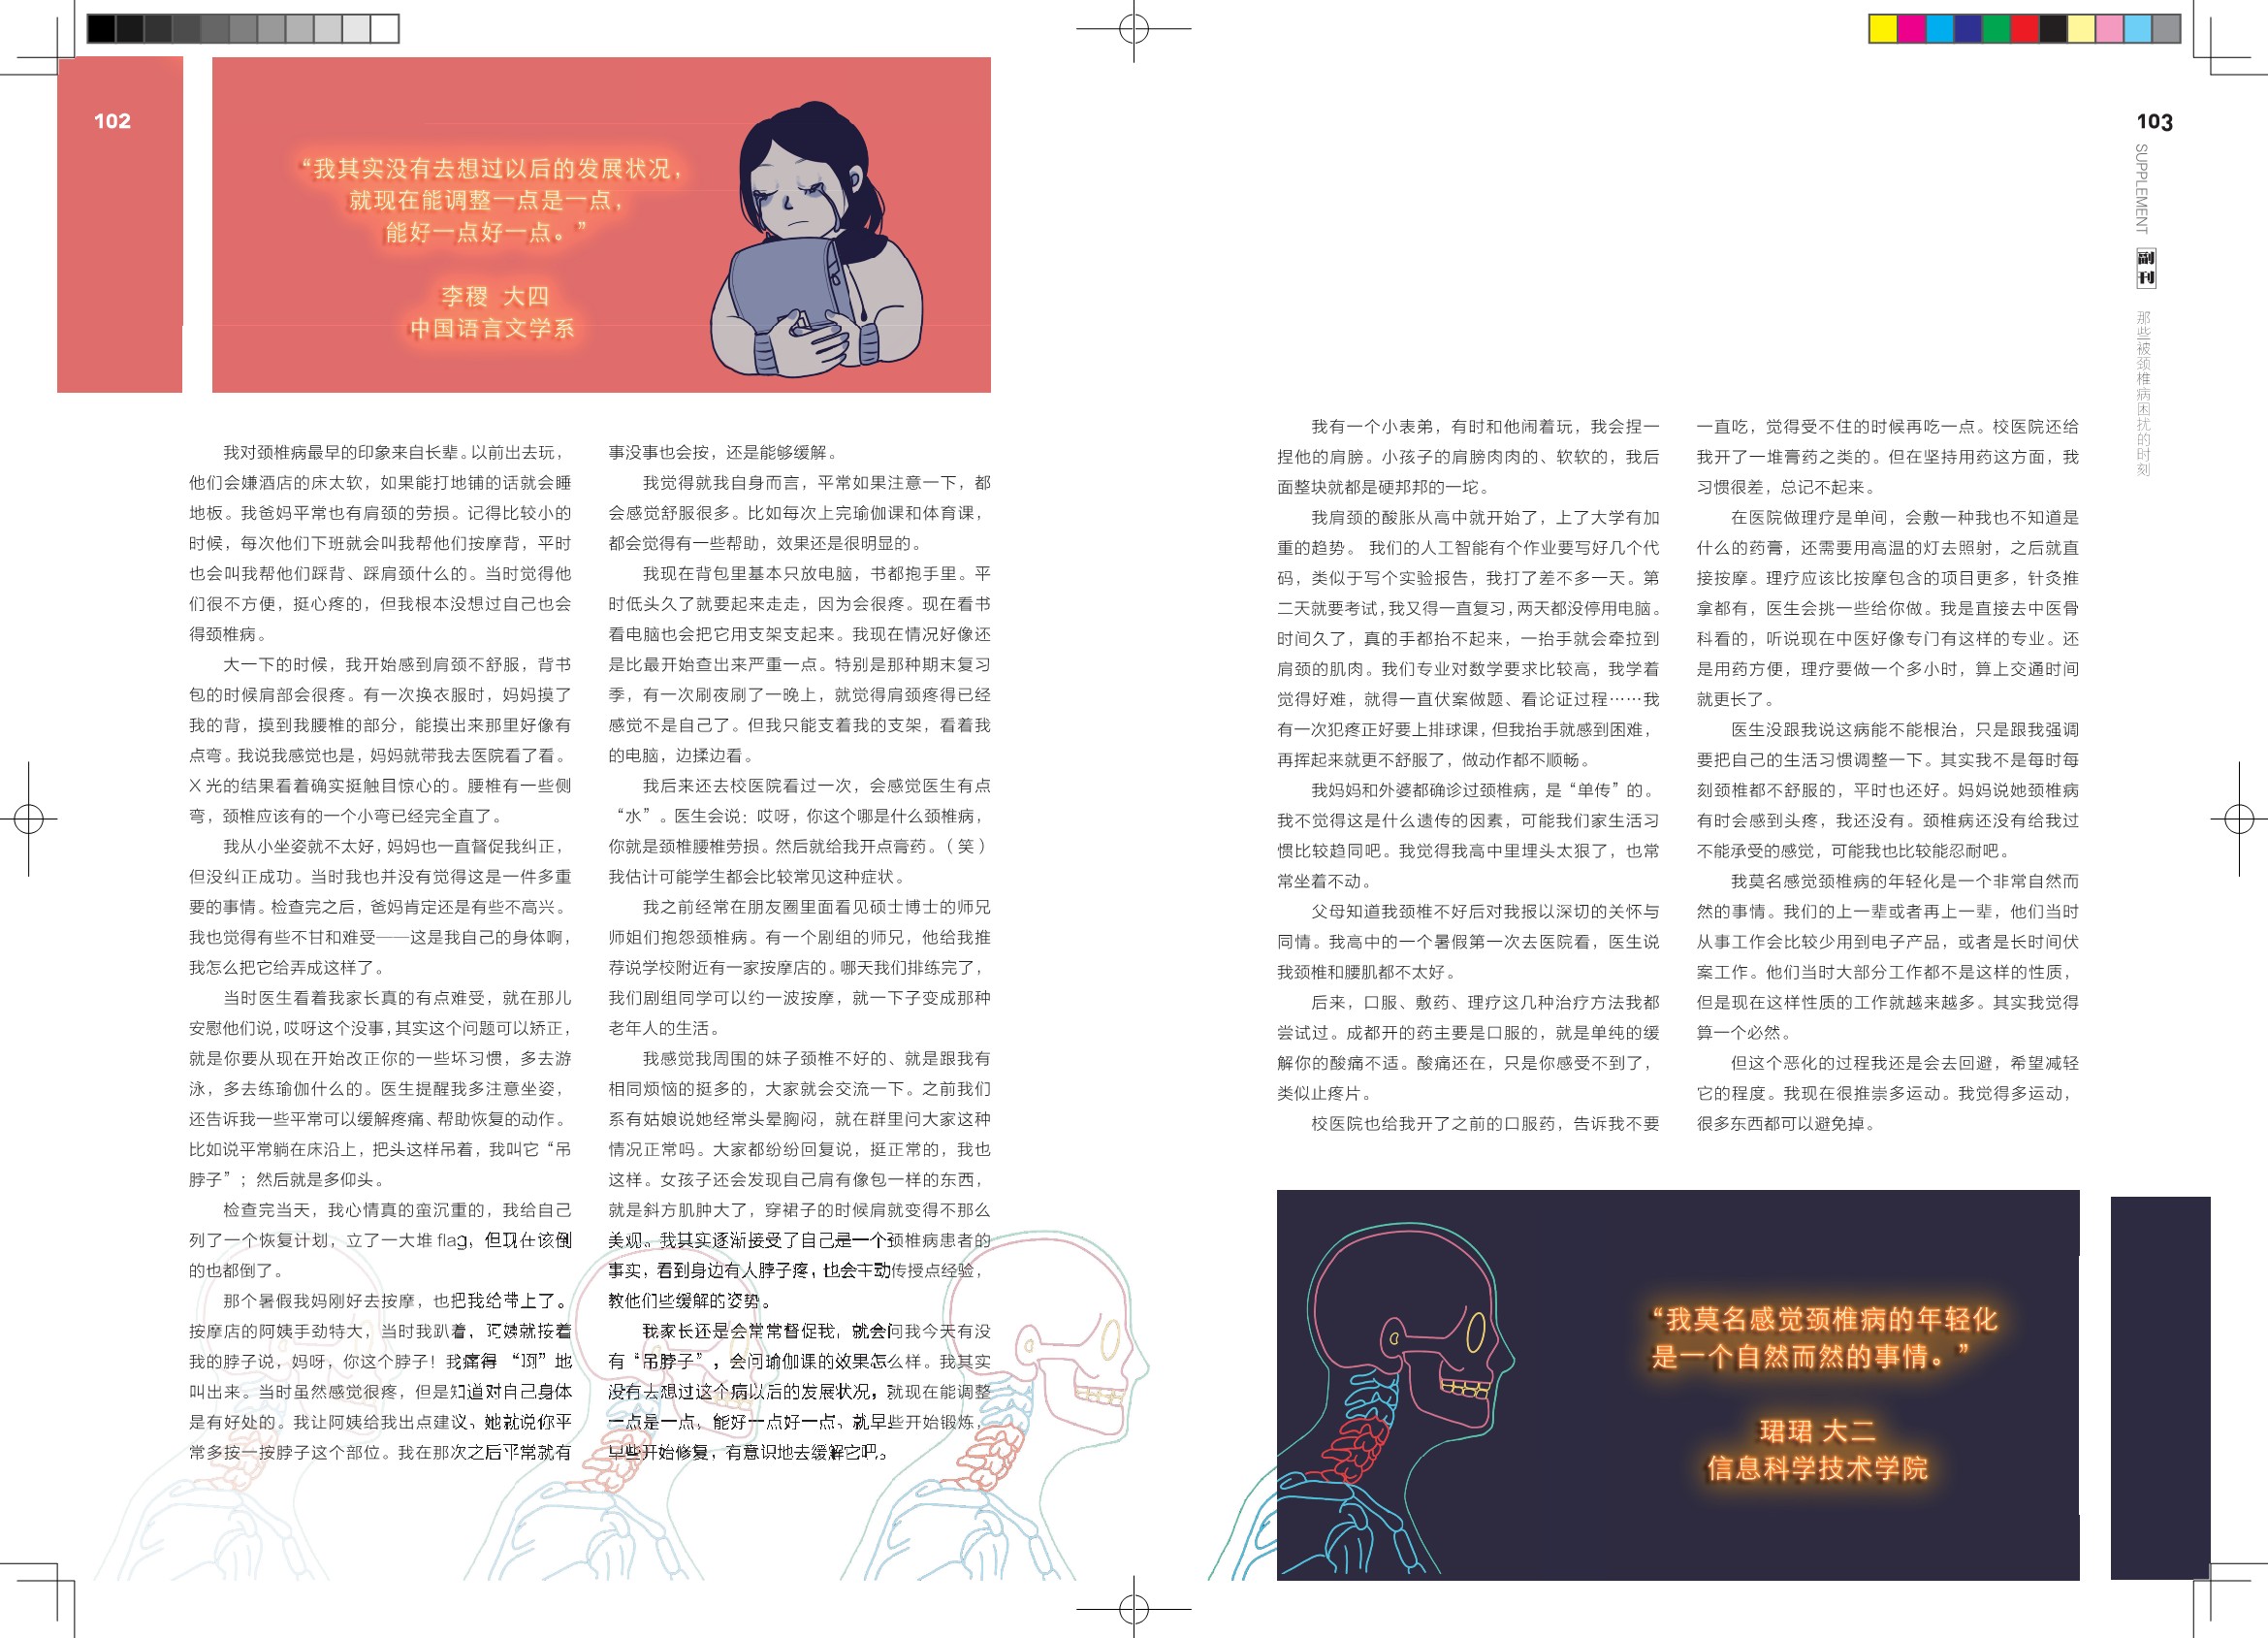 102
“我其实没有去想过以后的发展状况，
就现在能调整一点是一点，
能好一点好一点。”
李稷 大四
中国语言文学系
我对颈椎病最早的印象来自长辈。以前出去玩，
他们会嫌酒店的床太软，如果能打地铺的话就会睡
地板。我爸妈平常也有肩颈的劳损。记得比较小的
时候，每次他们下班就会叫我帮他们按摩背，平时
也会叫我帮他们踩背、踩肩颈什么的。当时觉得他
们很不方便，挺心疼的，但我根本没想过自己也会
得颈椎病。
大一下的时候，我开始感到肩颈不舒服，背书
包的时候肩部会很疼。有一次换衣服时，妈妈摸了
我的背，摸到我腰椎的部分，能摸出来那里好像有
点弯。我说我感觉也是，妈妈就带我去医院看了看。
X 光的结果看着确实挺触目惊心的。腰椎有一些侧
弯，颈椎应该有的一个小弯已经完全直了。
我从小坐姿就不太好，妈妈也一直督促我纠正，
但没纠正成功。当时我也并没有觉得这是一件多重
要的事情。检查完之后，爸妈肯定还是有些不高兴。
我也觉得有些不甘和难受——这是我自己的身体啊，
我怎么把它给弄成这样了。
当时医生看着我家长真的有点难受，就在那儿
安慰他们说，哎呀这个没事，其实这个问题可以矫正，
就是你要从现在开始改正你的一些坏习惯，多去游
泳，多去练瑜伽什么的。医生提醒我多注意坐姿，
还告诉我一些平常可以缓解疼痛、帮助恢复的动作。
比如说平常躺在床沿上，把头这样吊着，我叫它“吊
脖子”；然后就是多仰头。
检查完当天，我心情真的蛮沉重的，我给自己
列了一个恢复计划，立了一大堆 flag，但现在该倒
的也都倒了。
那个暑假我妈刚好去按摩，也把我给带上了。
按摩店的阿姨手劲特大，当时我趴着，阿姨就按着
我的脖子说，妈呀，你这个脖子！我痛得“啊”地
叫出来。当时虽然感觉很疼，但是知道对自己身体
是有好处的。我让阿姨给我出点建议，她就说你平
常多按一按脖子这个部位。我在那次之后平常就有
事没事也会按，还是能够缓解。
我觉得就我自身而言，平常如果注意一下，都
会感觉舒服很多。比如每次上完瑜伽课和体育课，
都会觉得有一些帮助，效果还是很明显的。
我现在背包里基本只放电脑，书都抱手里。平
时低头久了就要起来走走，因为会很疼。现在看书
看电脑也会把它用支架支起来。我现在情况好像还
是比最开始查出来严重一点。特别是那种期末复习
季，有一次刷夜刷了一晚上，就觉得肩颈疼得已经
感觉不是自己了。但我只能支着我的支架，看着我
的电脑，边揉边看。
我后来还去校医院看过一次，会感觉医生有点
“水”。医生会说：哎呀，你这个哪是什么颈椎病，
你就是颈椎腰椎劳损。然后就给我开点膏药。（笑）
我估计可能学生都会比较常见这种症状。
我之前经常在朋友圈里面看见硕士博士的师兄
师姐们抱怨颈椎病。有一个剧组的师兄，他给我推
荐说学校附近有一家按摩店的。哪天我们排练完了，
我们剧组同学可以约一波按摩，就一下子变成那种
老年人的生活。
我感觉我周围的妹子颈椎不好的、就是跟我有
相同烦恼的挺多的，大家就会交流一下。之前我们
系有姑娘说她经常头晕胸闷，就在群里问大家这种
情况正常吗。大家都纷纷回复说，挺正常的，我也
这样。女孩子还会发现自己肩有像包一样的东西，
就是斜方肌肿大了，穿裙子的时候肩就变得不那么
美观。我其实逐渐接受了自己是一个颈椎病患者的
事实，看到身边有人脖子疼，也会主动传授点经验，
教他们些缓解的姿势。
我家长还是会常常督促我，就会问我今天有没
有“吊脖子”，会问瑜伽课的效果怎么样。我其实
没有去想过这个病以后的发展状况，就现在能调整
一点是一点，能好一点好一点，就早些开始锻炼，
早些开始修复，有意识地去缓解它吧。
103
SUPPLEMENT
副刊
那些被颈椎病困扰的时刻
我有一个小表弟，有时和他闹着玩，我会捏一
捏他的肩膀。小孩子的肩膀肉肉的、软软的，我后
面整块就都是硬邦邦的一坨。
我肩颈的酸胀从高中就开始了，上了大学有加
重的趋势。 我们的人工智能有个作业要写好几个代
码，类似于写个实验报告，我打了差不多一天。第
二天就要考试，我又得一直复习，两天都没停用电脑。
时间久了，真的手都抬不起来，一抬手就会牵拉到
肩颈的肌肉。我们专业对数学要求比较高，我学着
觉得好难，就得一直伏案做题、看论证过程……我
有一次犯疼正好要上排球课，但我抬手就感到困难，
再挥起来就更不舒服了，做动作都不顺畅。
我妈妈和外婆都确诊过颈椎病，是“单传”的。
我不觉得这是什么遗传的因素，可能我们家生活习
惯比较趋同吧。我觉得我高中里埋头太狠了，也常
常坐着不动。
父母知道我颈椎不好后对我报以深切的关怀与
同情。我高中的一个暑假第一次去医院看，医生说
我颈椎和腰肌都不太好。
后来，口服、敷药、理疗这几种治疗方法我都
尝试过。成都开的药主要是口服的，就是单纯的缓
解你的酸痛不适。酸痛还在，只是你感受不到了，
类似止疼片。
校医院也给我开了之前的口服药，告诉我不要
一直吃，觉得受不住的时候再吃一点。校医院还给
我开了一堆膏药之类的。但在坚持用药这方面，我
习惯很差，总记不起来。
在医院做理疗是单间，会敷一种我也不知道是
什么的药膏，还需要用高温的灯去照射，之后就直
接按摩。理疗应该比按摩包含的项目更多，针灸推
拿都有，医生会挑一些给你做。我是直接去中医骨
科看的，听说现在中医好像专门有这样的专业。还
是用药方便，理疗要做一个多小时，算上交通时间
就更长了。
医生没跟我说这病能不能根治，只是跟我强调
要把自己的生活习惯调整一下。其实我不是每时每
刻颈椎都不舒服的，平时也还好。妈妈说她颈椎病
有时会感到头疼，我还没有。颈椎病还没有给我过
不能承受的感觉，可能我也比较能忍耐吧。
我莫名感觉颈椎病的年轻化是一个非常自然而
然的事情。我们的上一辈或者再上一辈，他们当时
从事工作会比较少用到电子产品，或者是长时间伏
案工作。他们当时大部分工作都不是这样的性质，
但是现在这样性质的工作就越来越多。其实我觉得
算一个必然。
但这个恶化的过程我还是会去回避，希望减轻
它的程度。我现在很推崇多运动。我觉得多运动，
很多东西都可以避免掉。
“我莫名感觉颈椎病的年轻化
是一个自然而然的事情。”
珺珺 大二
信息科学技术学院